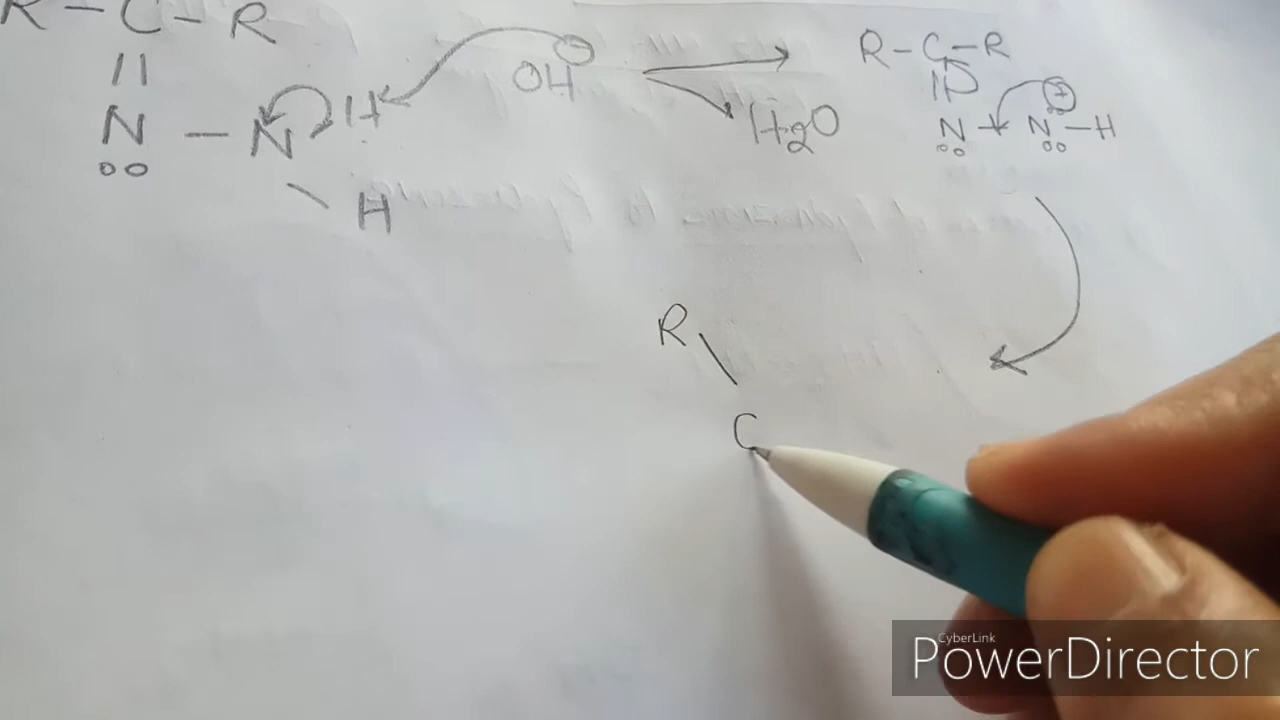 R - C - R
||
N - N H
H
OH ⊖
H2O
R - C - R
||
N - N - H
⊕
R
C
CyberLink
PowerDirector